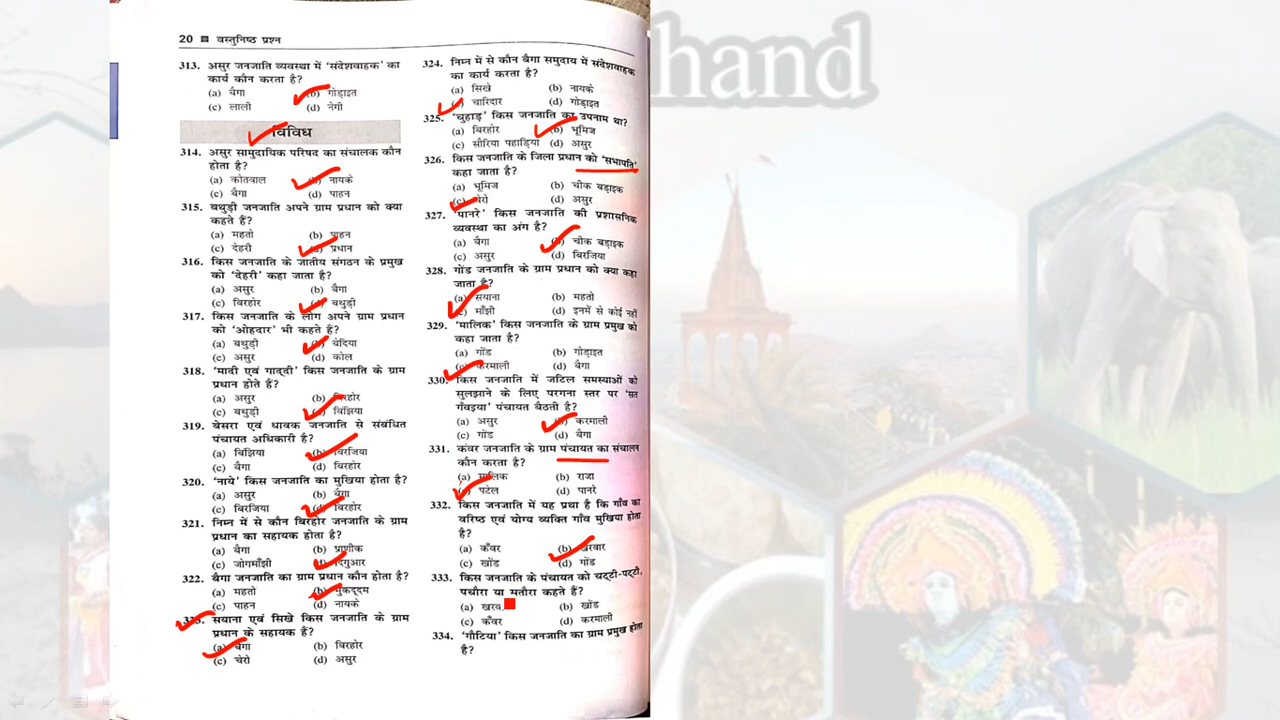 20 ■ वस्तुनिष्ठ प्रश्न
313. असुर जनजाति व्यवस्था में 'संदेशवाहक' का
कार्य कौन करता है?
(a) बैगा (b) गोड़ाइत
(c) लाली (d) नेगी
विविध
314. असुर सामुदायिक परिषद का संचालक कौन
होता है?
(a) कोतवाल (b) नायके
(c) बैगा (d) पाहन
315. बथुड़ी जनजाति अपने ग्राम प्रधान को क्या
कहते हैं?
(a) महतो (b) पाहन
(c) देहरी (d) प्रधान
316. किस जनजाति के जातीय संगठन के प्रमुख
को 'देहरी' कहा जाता है?
(a) असुर (b) बैगा
(c) बिरहोर (d) बथुड़ी
317. किस जनजाति के लोग अपने ग्राम प्रधान
को 'ओहदार' भी कहते हैं?
(a) बथुड़ी (b) बेदिया
(c) असुर (d) कोल
318. 'मादी एवं गाद्दी' किस जनजाति के ग्राम
प्रधान होते हैं?
(a) असुर (b) बिरहोर
(c) बथुड़ी (d) बिंझिया
319. बेसरा एवं धावक जनजाति से संबंधित
पंचायत अधिकारी है?
(a) बिंझिया (b) बिरजिया
(c) बैगा (d) बिरहोर
320. 'नाये' किस जनजाति का मुखिया होता है?
(a) असुर (b) बैगा
(c) बिरजिया (d) बिरहोर
321. निम्न में से कौन बिरहोर जनजाति के ग्राम
प्रधान का सहायक होता है?
(a) बैगा (b) प्राणीक
(c) जोगमाँझी (d) दिगुआर
322. बैगा जनजाति का ग्राम प्रधान कौन होता है?
(a) महतो (b) मुकद्दम
(c) पाहन (d) नायके
323. सयाना एवं सिखे किस जनजाति के ग्राम
प्रधान के सहायक हैं?
(a) बैगा (b) बिरहोर
(c) चेरो (d) असुर
324. निम्न में से कौन बैगा समुदाय में संदेशवाहक
का कार्य करता है?
(a) सिखे (b) नायके
चारिदार (d) गोड़ाइत
325. 'चुहाड़' किस जनजाति का उपनाम था?
(a) बिरहोर (b) भूमिज
(c) सौरिया पहाड़िया (d) असुर
326. किस जनजाति के जिला प्रधान को 'सभापति'
कहा जाता है?
(a) भूमिज (b) चीक बड़ाइक
(c) चेरो (d) असुर
327. 'पानरे' किस जनजाति की प्रशासनिक
व्यवस्था का अंग है?
(a) बैगा (b) चीक बड़ाइक
(c) असुर (d) बिरजिया
328. गोंड जनजाति के ग्राम प्रधान को क्या कहा
जाता है?
(a) सयाना (b) महतो
(c) माँझी (d) इनमें से कोई नहीं
329. 'मालिक' किस जनजाति के ग्राम प्रमुख को
कहा जाता है?
(a) गोंड (b) गोड़ाइत
(c) करमाली (d) बैगा
330. किस जनजाति में जटिल समस्याओं को
सुलझाने के लिए परगना स्तर पर 'सत
गँवइया' पंचायत बैठती है?
(a) असुर (b) करमाली
(c) गोंड (d) बैगा
331. कंवर जनजाति के ग्राम पंचायत का संचालन
कौन करता है?
(a) मालिक (b) राजा
पटेल (d) पानरे
332. किस जनजाति में यह प्रथा है कि गाँव का
वरिष्ठ एवं योग्य व्यक्ति गाँव मुखिया होता
है?
(a) कँवर (b) खरवार
(c) खोंड (d) गोंड
333. किस जनजाति के पंचायत को चट्टी-पट्टी,
पचौरा या मतौरा कहते हैं?
(a) (b) खोंड
(c) कँवर (d) करमाली
334. 'गौटिया' किस जनजाति का ग्राम प्रमुख होता
है?
hand